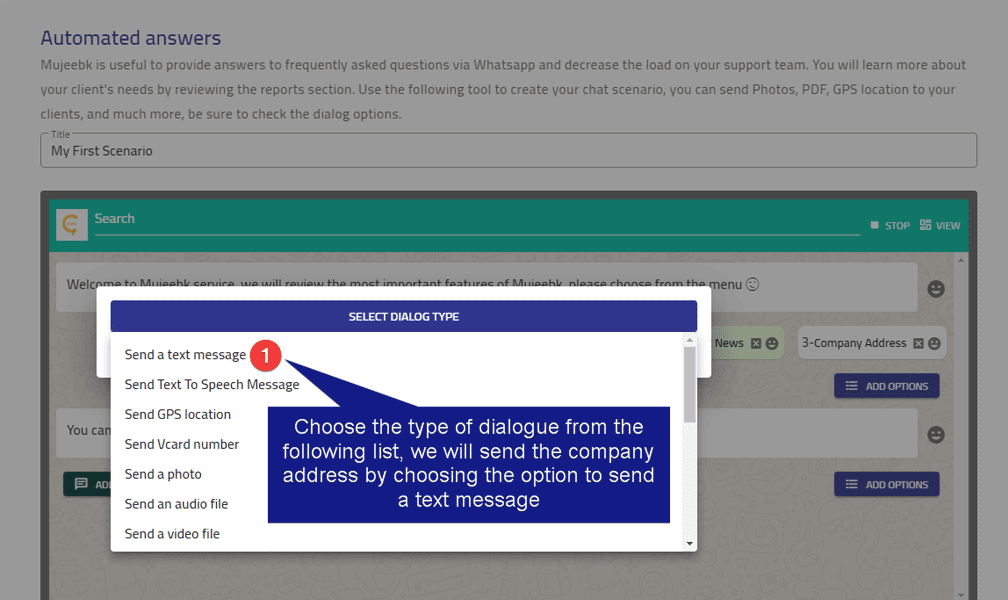 Automated answers
Mujeebk is useful to provide answers to frequently asked questions via Whatsapp and decrease the load on your support team. You will learn more about
your client's needs by reviewing the reports section. Use the following tool to create your chat scenario, you can send Photos, PDF, GPS location to your
clients, and much more, be sure to check the dialog options.
Title
My First Scenario
Search
STOP
VIEW
Welcome to Mujeebk service, we will review the most important features of Mujeebk, please choose from the menu
SELECT DIALOG TYPE
News
3-Company Address
Send a text message
1
Send Text To Speech Message
ADD OPTIONS
Send GPS location
You can
Send Vcard number
Send a photo
Send an audio file
Send a video file
Choose the type of dialogue from the
following list, we will send the company
address by choosing the option to send
a text message
ADD OPTIONS